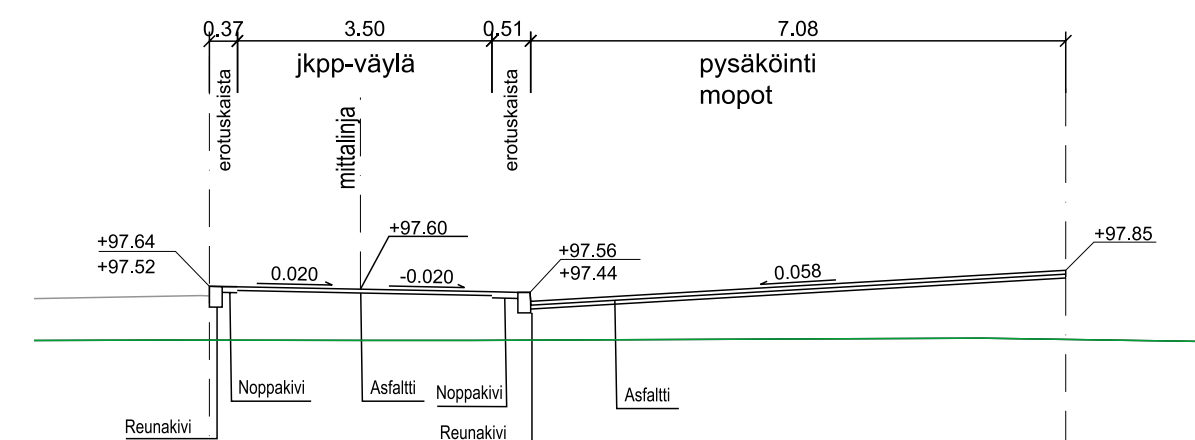 0.37
3.50
0.51
7.08
jkpp-väylä
pysäköinti
mopot
erotuskaista
mittalinja
erotuskaista
+97.64
+97.52
+97.60
+97.56
+97.44
+97.85
0.020
-0.020
0.058
Noppakivi
Asfaltti
Noppakivi
Asfaltti
Reunakivi
Reunakivi